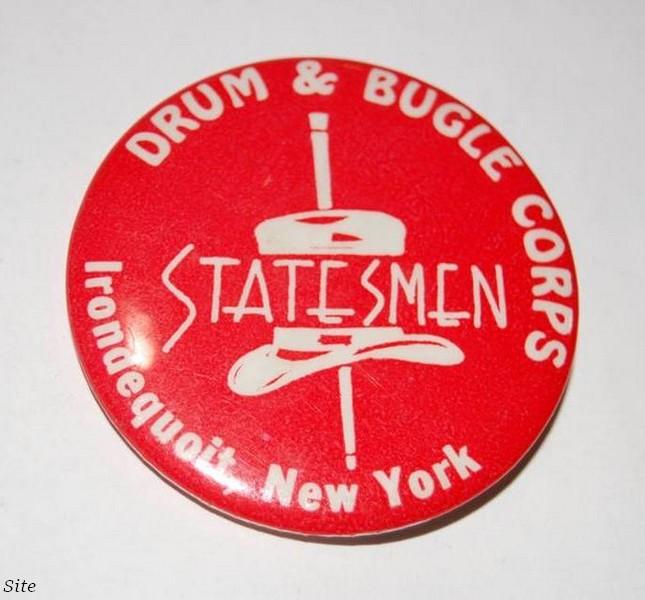 DRUM & BUGLE CORPS
STATESMEN
Irondequoit, New York
Site